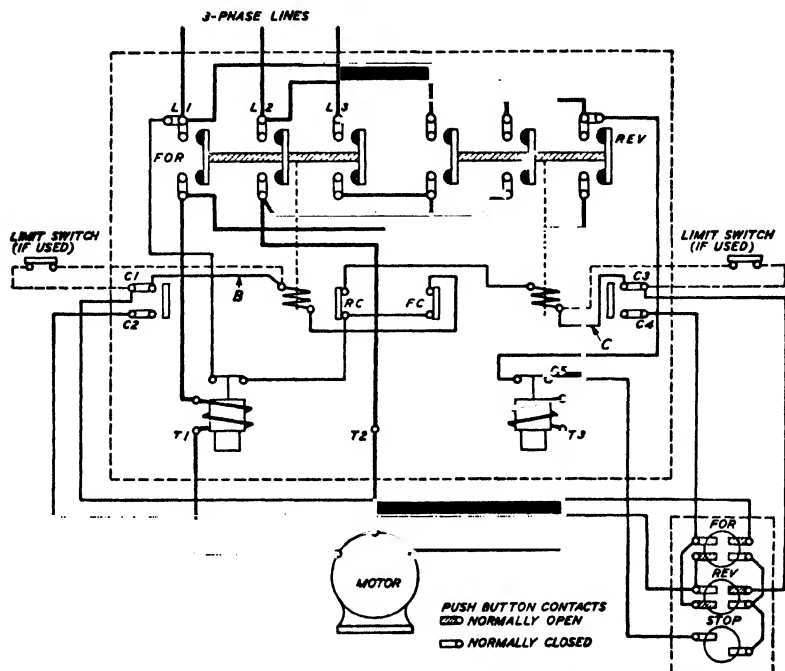 3-PHASE LINES
L1
L2
L3
FOR
REV
LIMIT SWITCH
(IF USED)
LIMIT SWITCH
(IF USED)
C1
B
RC
FC
C3
C2
C4
C
C5
T1
T2
T3
FOR
REV
STOP
MOTOR
PUSH BUTTON CONTACTS
NORMALLY OPEN
NORMALLY CLOSED